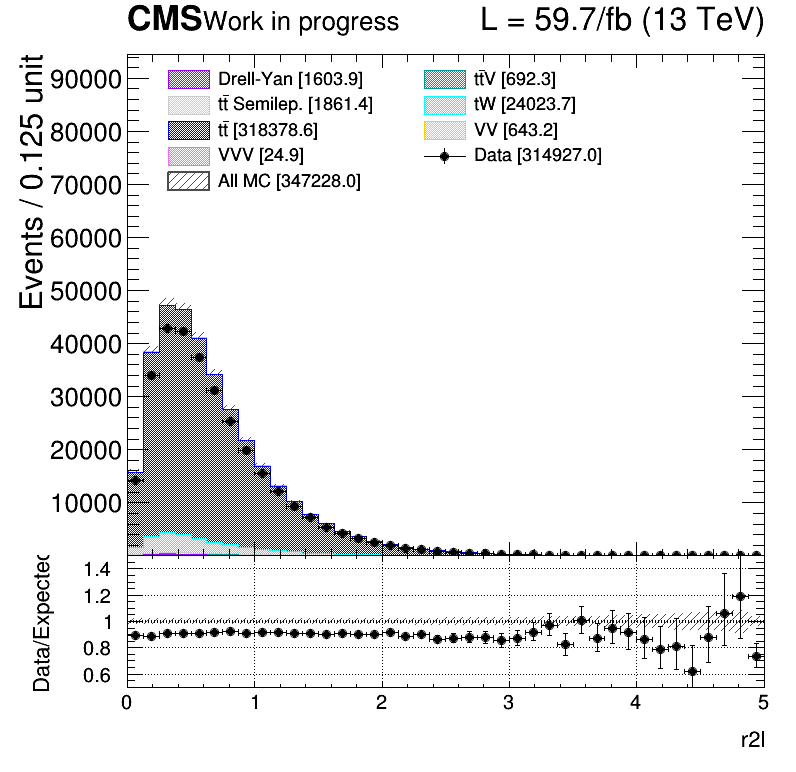 CMS Work in progress L = 59.7/fb (13 TeV)
Events / 0.125 unit
90000
80000
70000
60000
50000
40000
30000
20000
10000
Drell-Yan [1603.9]
tt̄ Semilep. [1861.4]
tt̄ [318378.6]
VVV [24.9]
All MC [347228.0]
tt̄V [692.3]
tW [24023.7]
VV [643.2]
Data [314927.0]
Data/Expected
1.4
1.2
1
0.8
0.6
0 1 2 3 4 5
r2l